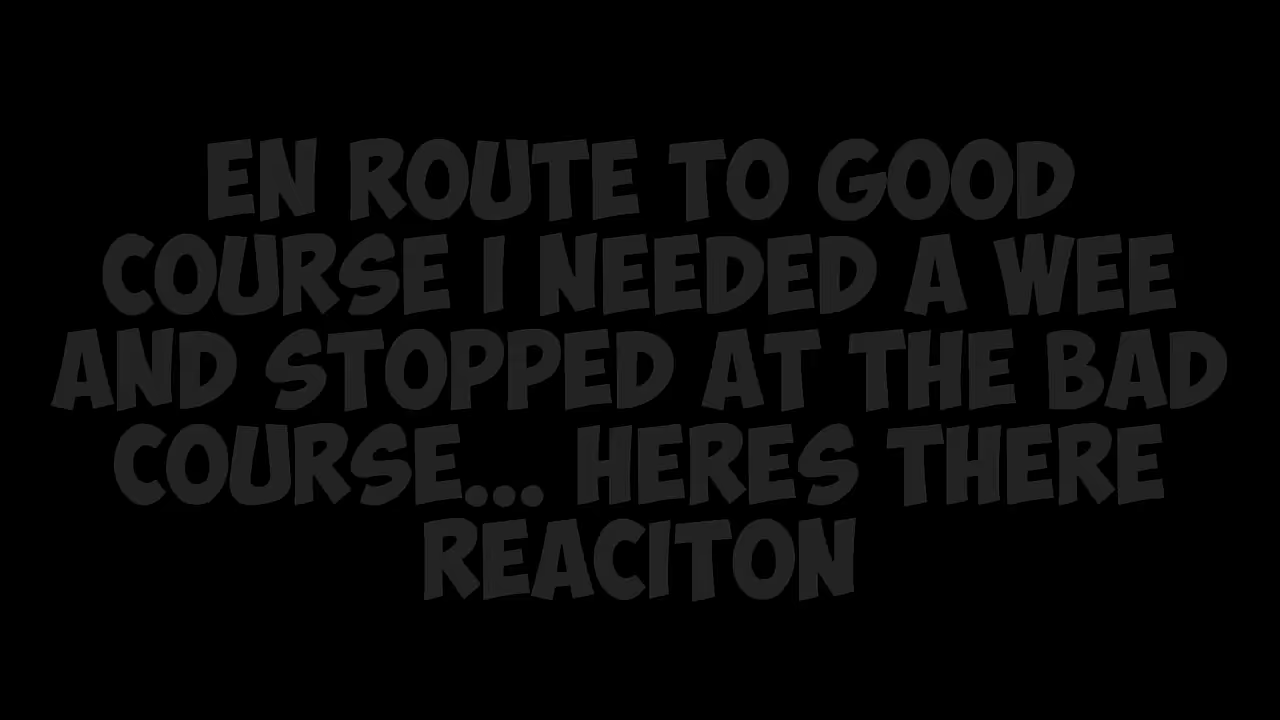 EN ROUTE TO GOOD
COURSE I NEEDED A WEE
AND STOPPED AT THE BAD
COURSE... HERES THERE
REACITON